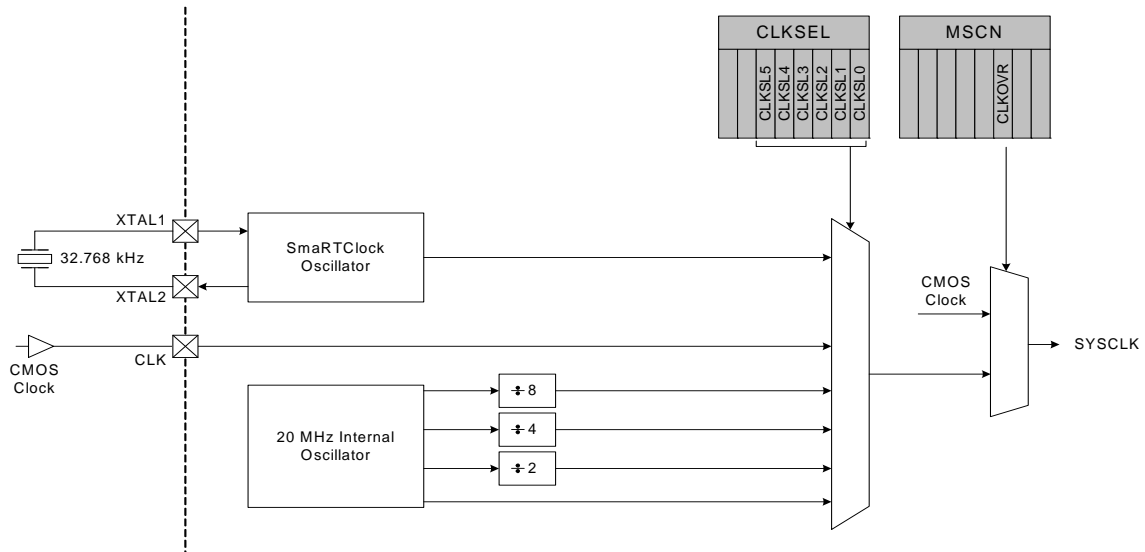 CLKSEL
CLKSL5
CLKSL4
CLKSL3
CLKSL2
CLKSL1
CLKSL0
MSCN
CLKOVR
XTAL1
32.768 kHz
XTAL2
SmaRTClock
Oscillator
CMOS
Clock
SYSCLK
CLK
CMOS
Clock
20 MHz Internal
Oscillator
÷ 8
÷ 4
÷ 2